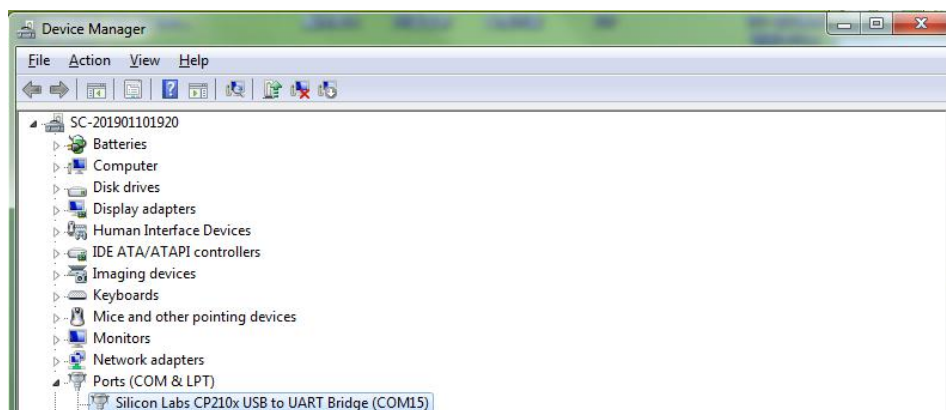 Device Manager
File Action View Help
SC-201901101920
Batteries
Computer
Disk drives
Display adapters
Human Interface Devices
IDE ATA/ATAPI controllers
Imaging devices
Keyboards
Mice and other pointing devices
Monitors
Network adapters
Ports (COM & LPT)
Silicon Labs CP210x USB to UART Bridge (COM15)